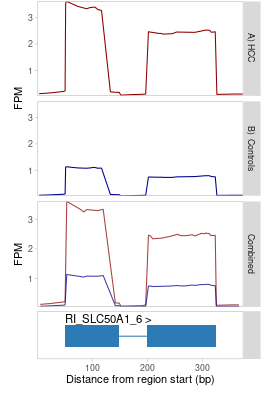 3
2
1
A) HCC
FPM
3
2
1
B) Controls
3
2
1
Combined
FPM
RI_SLC50A1_6 >
100 200 300
Distance from region start (bp)